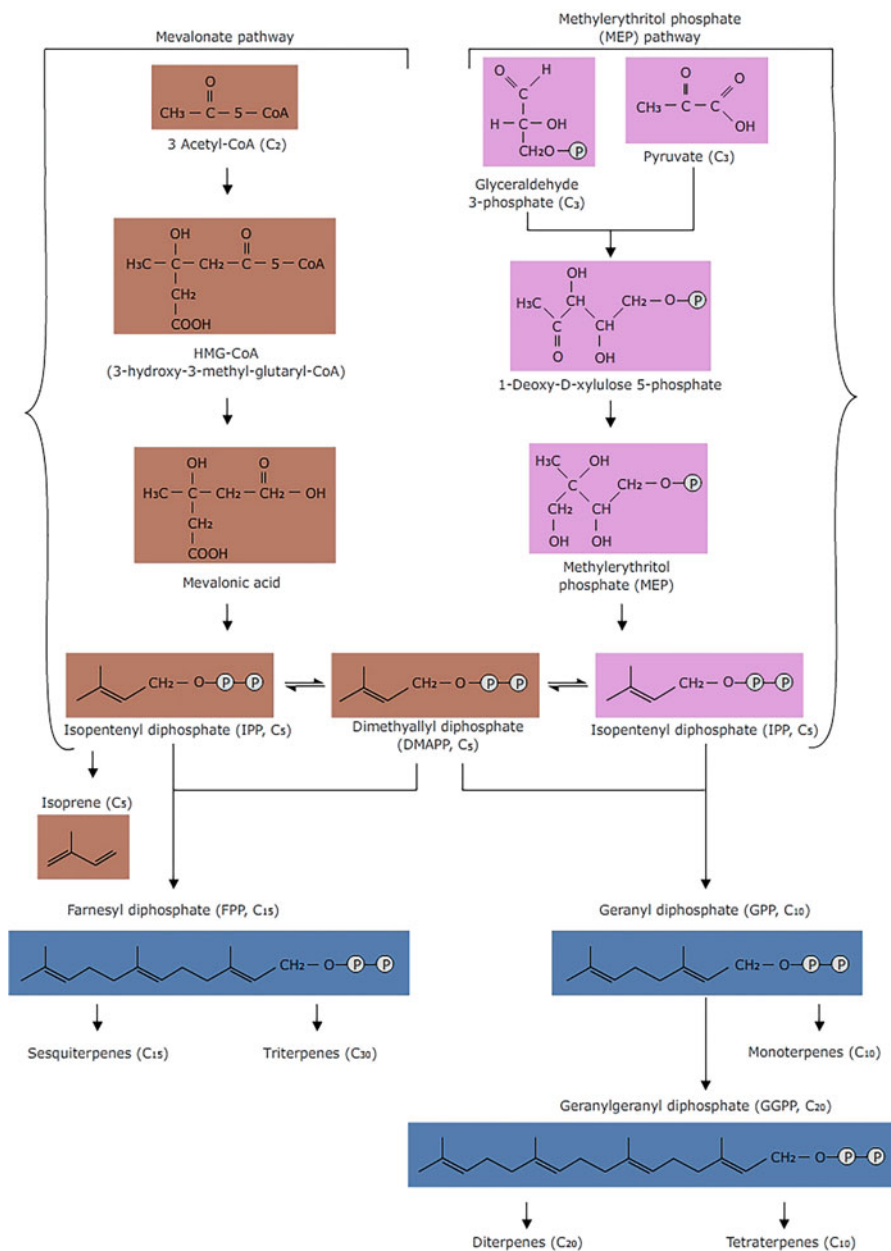 Mevalonate pathway
Methylerythritol phosphate
(MEP) pathway
O
CH₃ — C — S — CoA
3 Acetyl-CoA (C₂)
O H
C
H — C — OH
CH₂O — P
Glyceraldehyde
3-phosphate (C₃)
O O
CH₃ — C — C
OH
Pyruvate (C₃)
OH O
H₃C — C — CH₂ — C — S — CoA
CH₂
COOH
HMG-CoA
(3-hydroxy-3-methyl-glutaryl-CoA)
OH
H₃C CH CH₂ — O — P
C CH
O OH
1-Deoxy-D-xylulose 5-phosphate
OH O
H₃C — C — CH₂ — C — OH
CH₂
COOH
Mevalonic acid
H₃C OH
C CH₂ — O — P
CH₂ CH
OH OH
Methylerythritol
phosphate (MEP)
CH₂ — O — P — P
Isopentenyl diphosphate (IPP, C₅)
CH₂ — O — P — P
Dimethyallyl diphosphate
(DMAPP, C₅)
CH₂ — O — P — P
Isopentenyl diphosphate (IPP, C₅)
Isoprene (C₅)
Farnesyl diphosphate (FPP, C₁₅)
CH₂ — O — P — P
Sesquiterpenes (C₁₅)
Triterpenes (C₃₀)
Geranyl diphosphate (GPP, C₁₀)
CH₂ — O — P — P
Monoterpenes (C₁₀)
Geranylgeranyl diphosphate (GGPP, C₂₀)
CH₂ — O — P — P
Diterpenes (C₂₀)
Tetraterpenes (C₁₀)